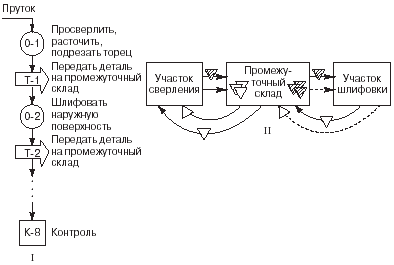 Пруток
0-1
Просверлить,
расточить,
подрезать торец
Т-1
Передать деталь
на промежуточный
склад
0-2
Шлифовать
наружную
поверхность
Т-2
Передать деталь
на промежуточный
склад
К-8
Контроль
I
Участок
сверления
Промежу-
точный
склад
Участок
шлифовки
II